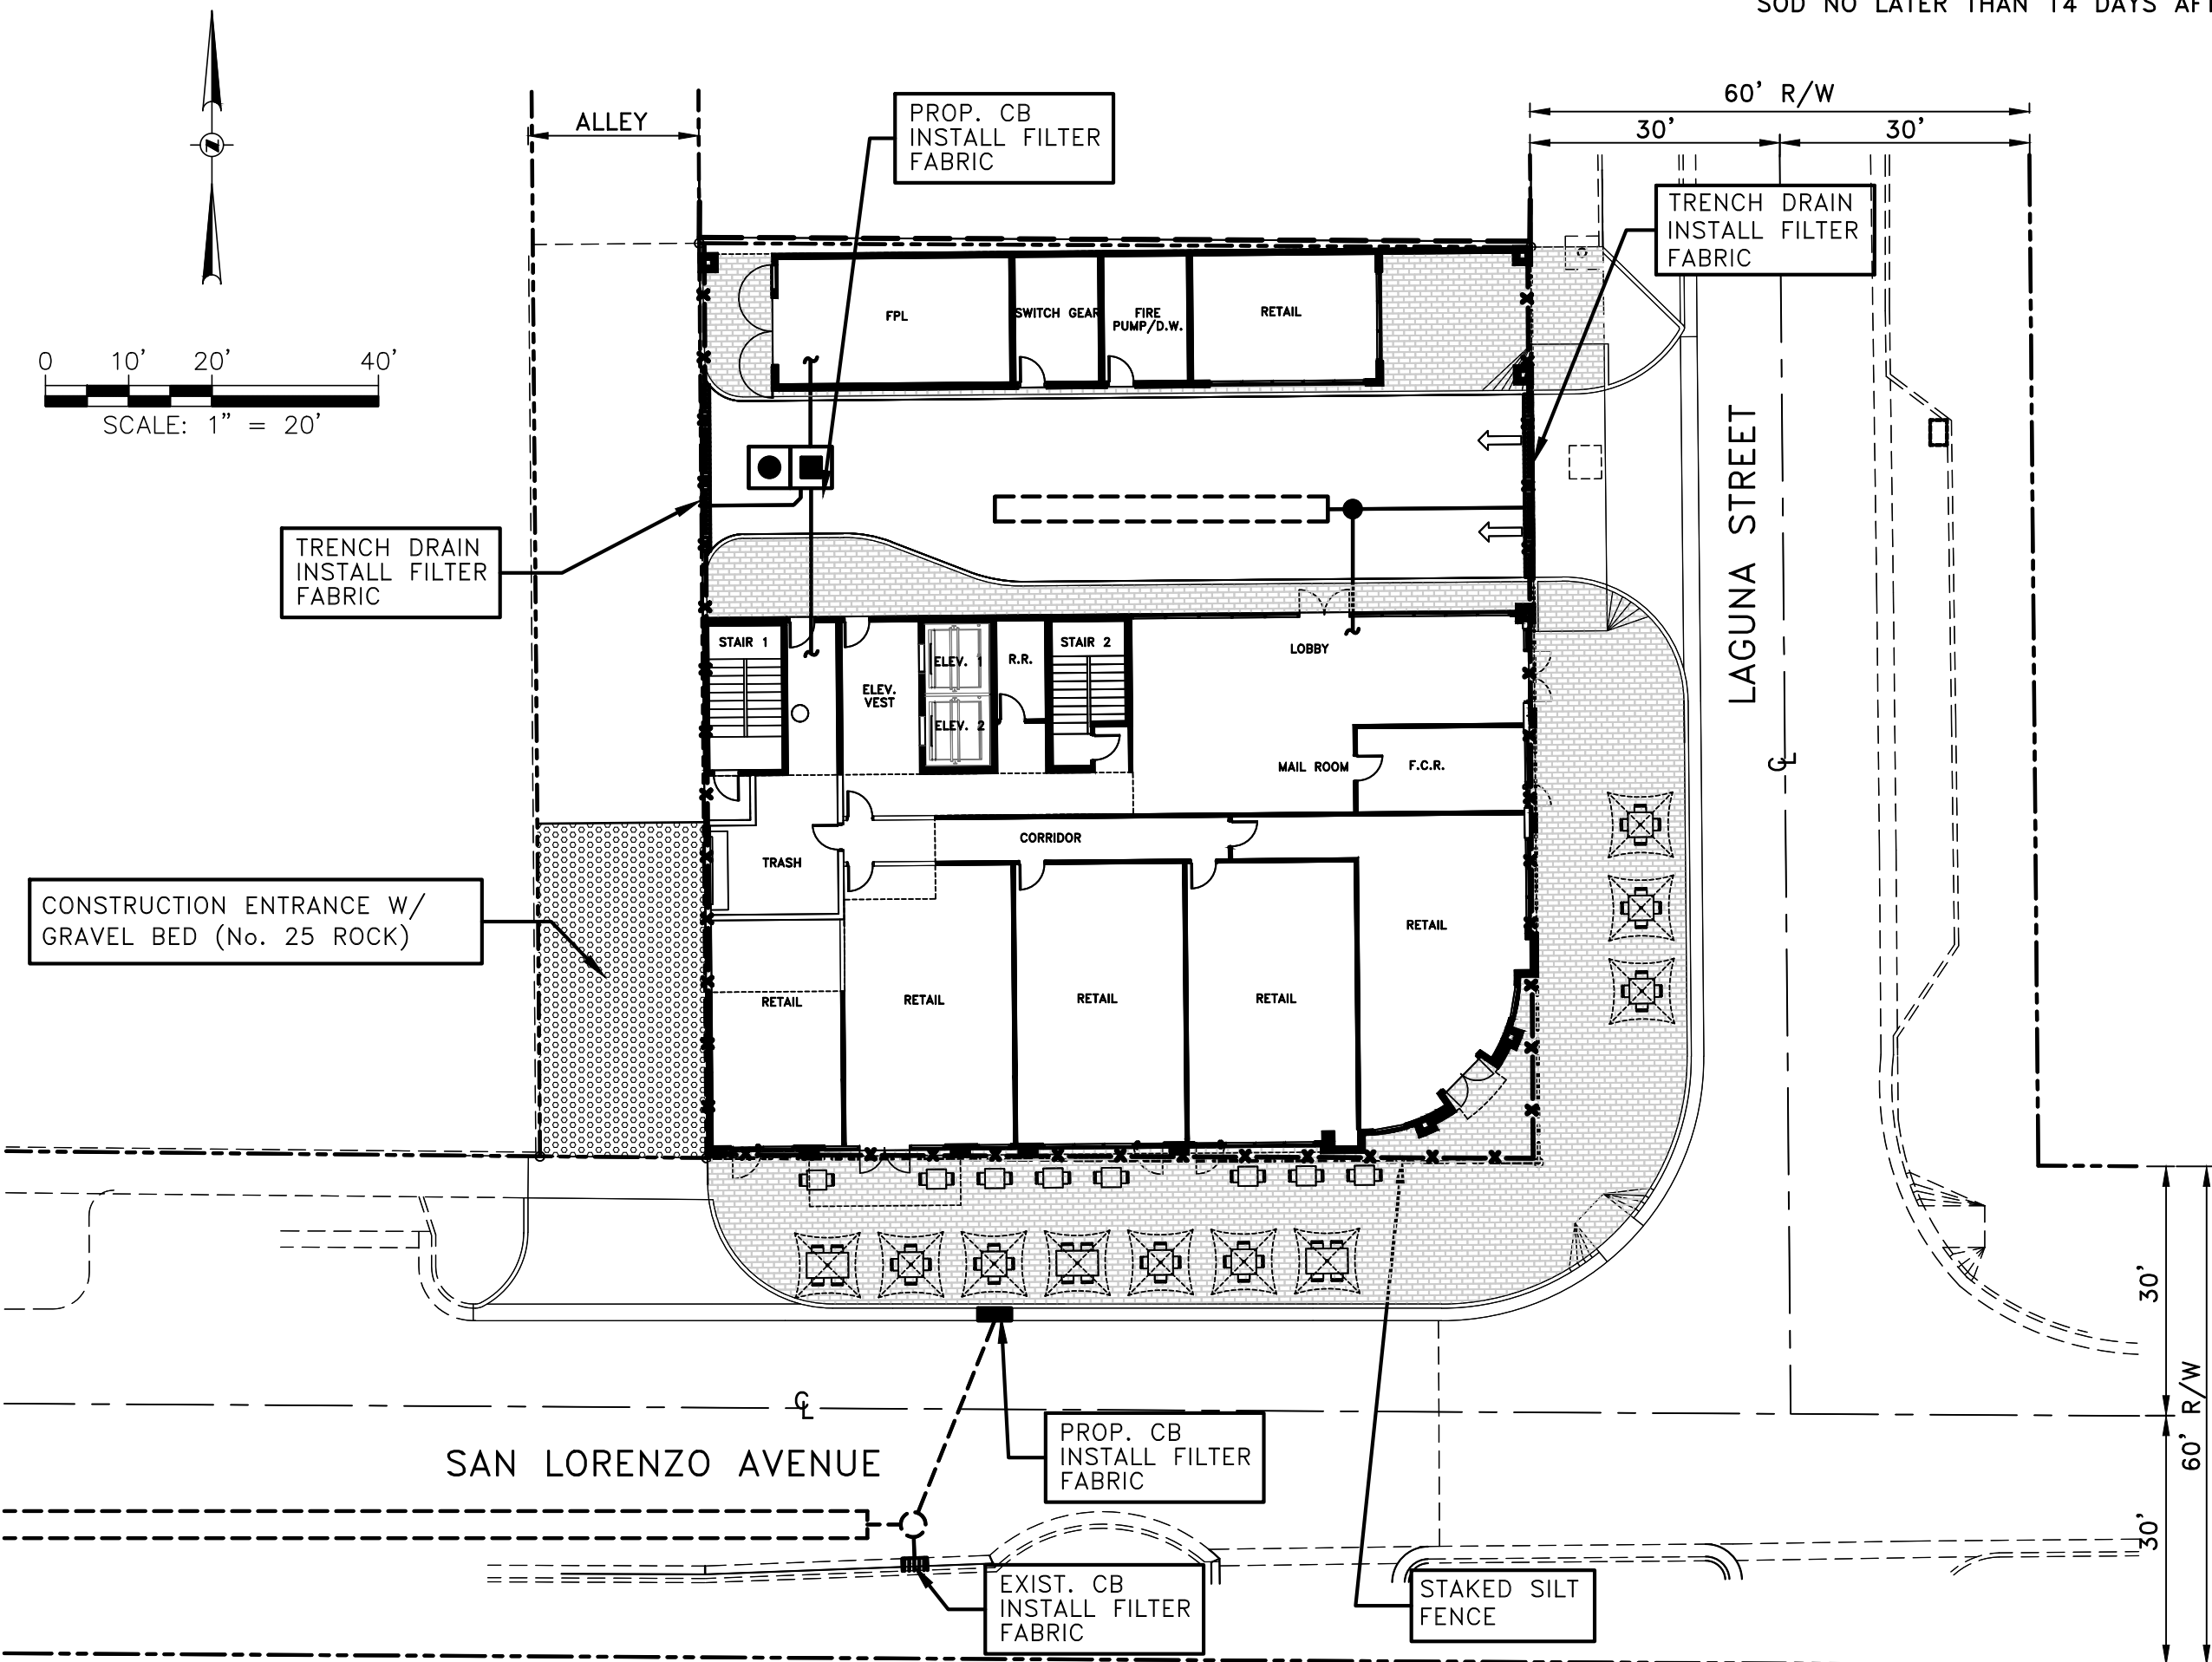 SOD NO LATER THAN 14 DAYS
60' R/W
30'
30'
ALLEY
PROP. CB
INSTALL FILTER
FABRIC
N
TRENCH DRAIN
INSTALL FILTER
FABRIC
0 10' 20' 40'
SCALE: 1" = 20'
FPL
SWITCH GEAR
FIRE
PUMP/D.W.
RETAIL
LAGUNA STREET
TRENCH DRAIN
INSTALL FILTER
FABRIC
STAIR 1
ELEV.
VEST
ELEV. 1
ELEV. 2
R.R.
STAIR 2
LOBBY
MAIL ROOM
F.C.R.
CL
CORRIDOR
TRASH
CONSTRUCTION ENTRANCE W/
GRAVEL BED (No. 25 ROCK)
RETAIL
RETAIL
RETAIL
RETAIL
RETAIL
CL
SAN LORENZO AVENUE
PROP. CB
INSTALL FILTER
FABRIC
EXIST. CB
INSTALL FILTER
FABRIC
STAKED SILT
FENCE
30'
30'
60' R/W